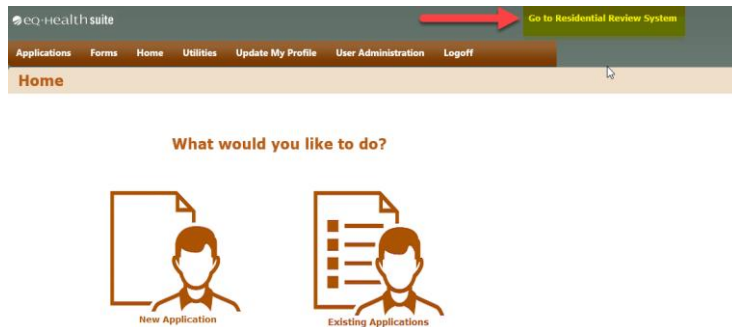 eQ-Health suite
Go to Residential Review System
Applications Forms Home Utilities Update My Profile User Administration Logoff
Home
What would you like to do?
New Application Existing Applications